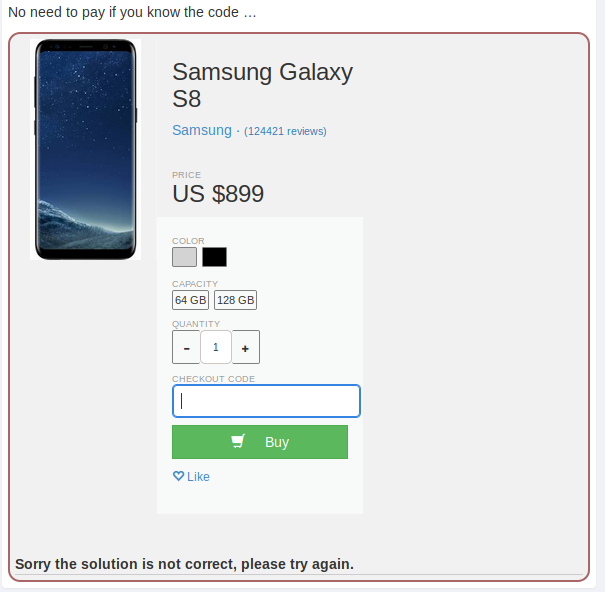 No need to pay if you know the code ...
Samsung Galaxy
S8
Samsung · (124421 reviews)
PRICE
US $899
COLOR
CAPACITY
64 GB 128 GB
QUANTITY
- 1 +
CHECKOUT CODE
Buy
Like
Sorry the solution is not correct, please try again.